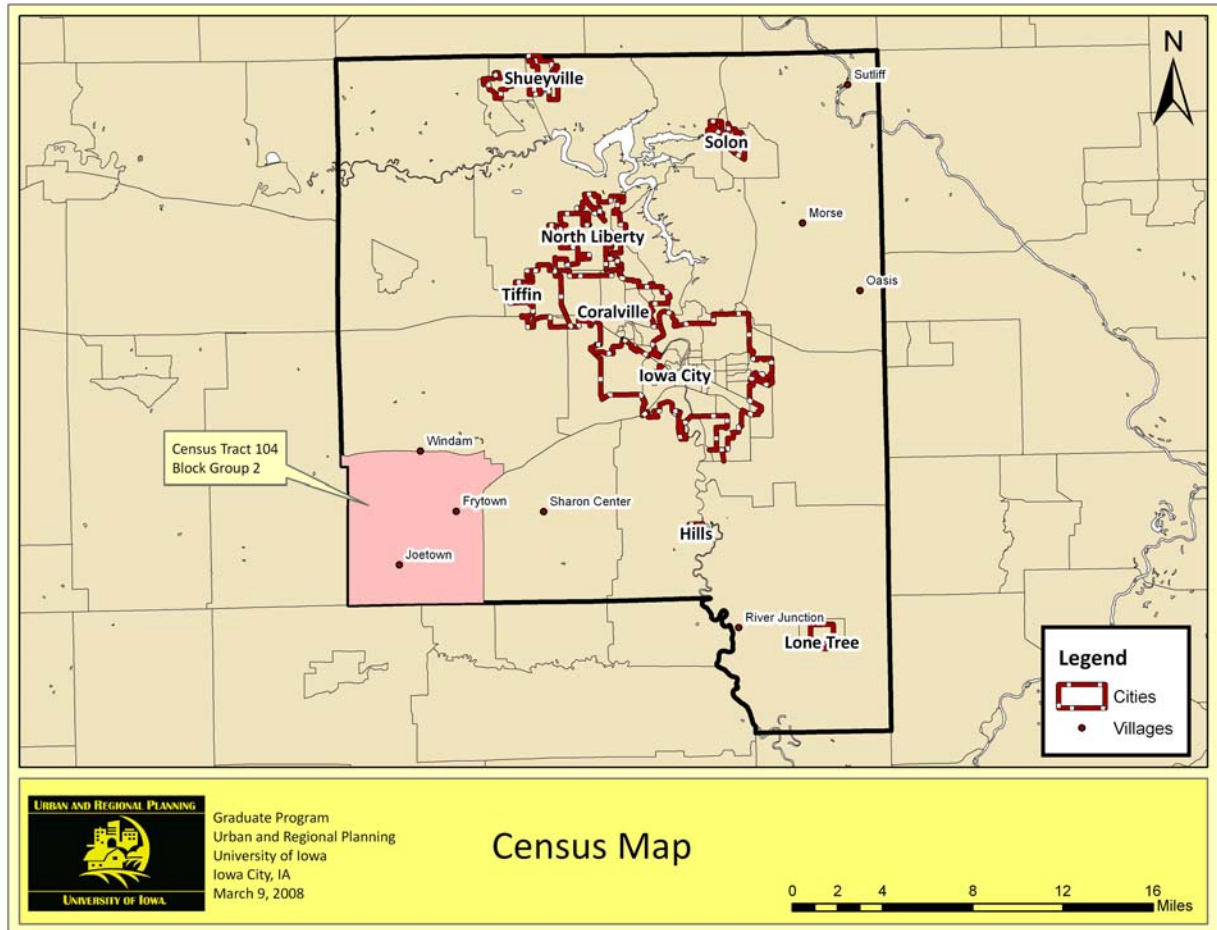 N
Shueyville
Sutliff
Solon
Morse
North Liberty
Oasis
Tiffin
Coralville
Iowa City
Census Tract 104
Block Group 2
Windam
Frytown
Sharon Center
Hills
Joetown
River Junction
Lone Tree
Legend
Cities
Villages
URBAN AND REGIONAL PLANNING
UNIVERSITY OF IOWA
Graduate Program
Urban and Regional Planning
University of Iowa
Iowa City, IA
March 9, 2008
Census Map
0 2 4 8 12 16
Miles